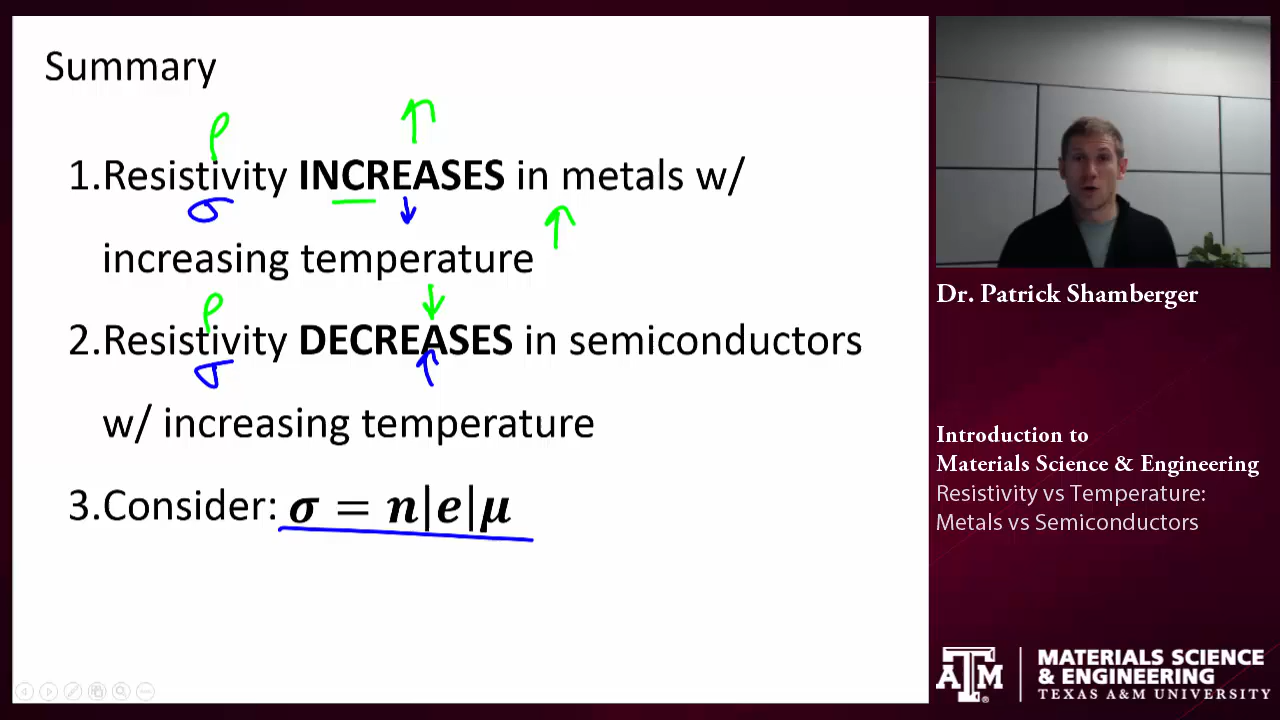 Summary
ρ ↑
1.Resistivity INCREASES in metals w/
σ ↓ ↑
increasing temperature
ρ ↓
2.Resistivity DECREASES in semiconductors
σ ↑
w/ increasing temperature
3.Consider: σ = n|e|μ
Dr. Patrick Shamberger
Introduction to
Materials Science & Engineering
Resistivity vs Temperature:
Metals vs Semiconductors
ATM
MATERIALS SCIENCE
& ENGINEERING
TEXAS A&M UNIVERSITY